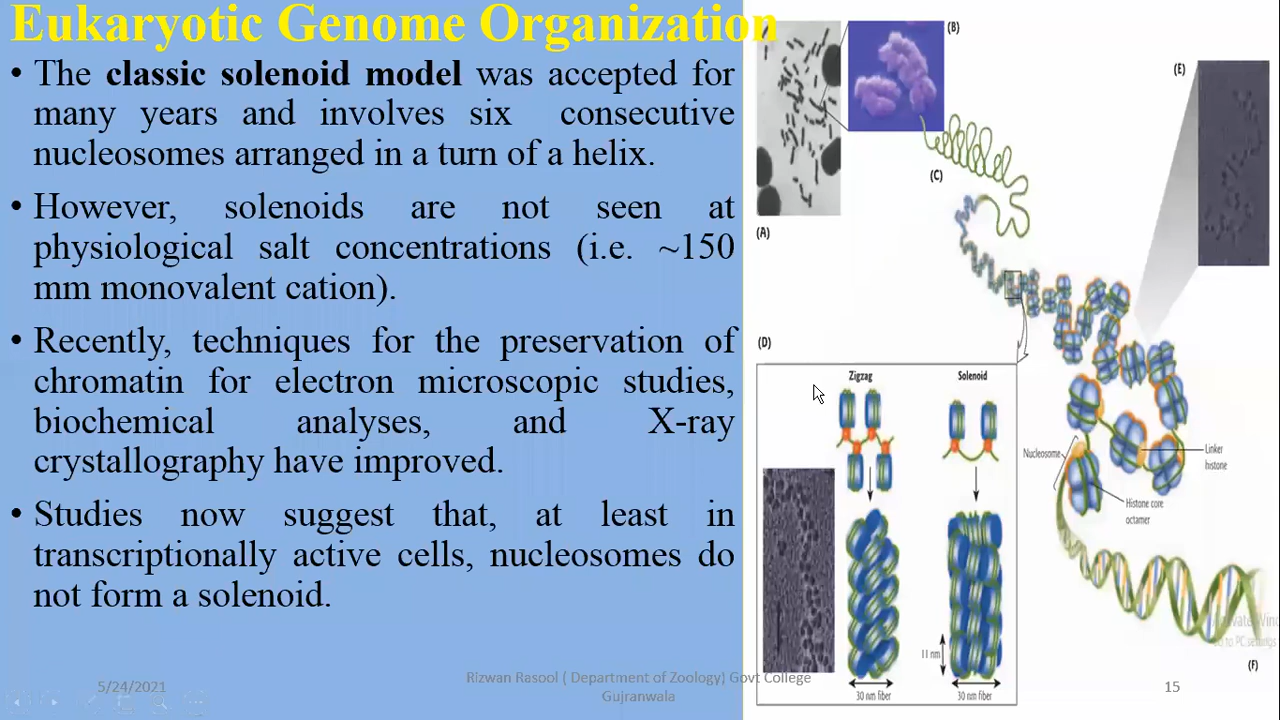 Eukaryotic Genome Organization
• The classic solenoid model was accepted for
many years and involves six consecutive
nucleosomes arranged in a turn of a helix.
• However, solenoids are not seen at
physiological salt concentrations (i.e. ~150
mm monovalent cation).
• Recently, techniques for the preservation of
chromatin for electron microscopic studies,
biochemical analyses, and X-ray
crystallography have improved.
• Studies now suggest that, at least in
transcriptionally active cells, nucleosomes do
not form a solenoid.
(A)
(B)
(C)
(E)
(D)
Zigzag
Solenoid
11 nm
30 nm fiber
30 nm fiber
Nucleosome
Linker
histone
Histone core
octamer
(F)
to PC settings
5/24/2021
Rizwan Rasool ( Department of Zoology) Govt College
Gujranwala
15